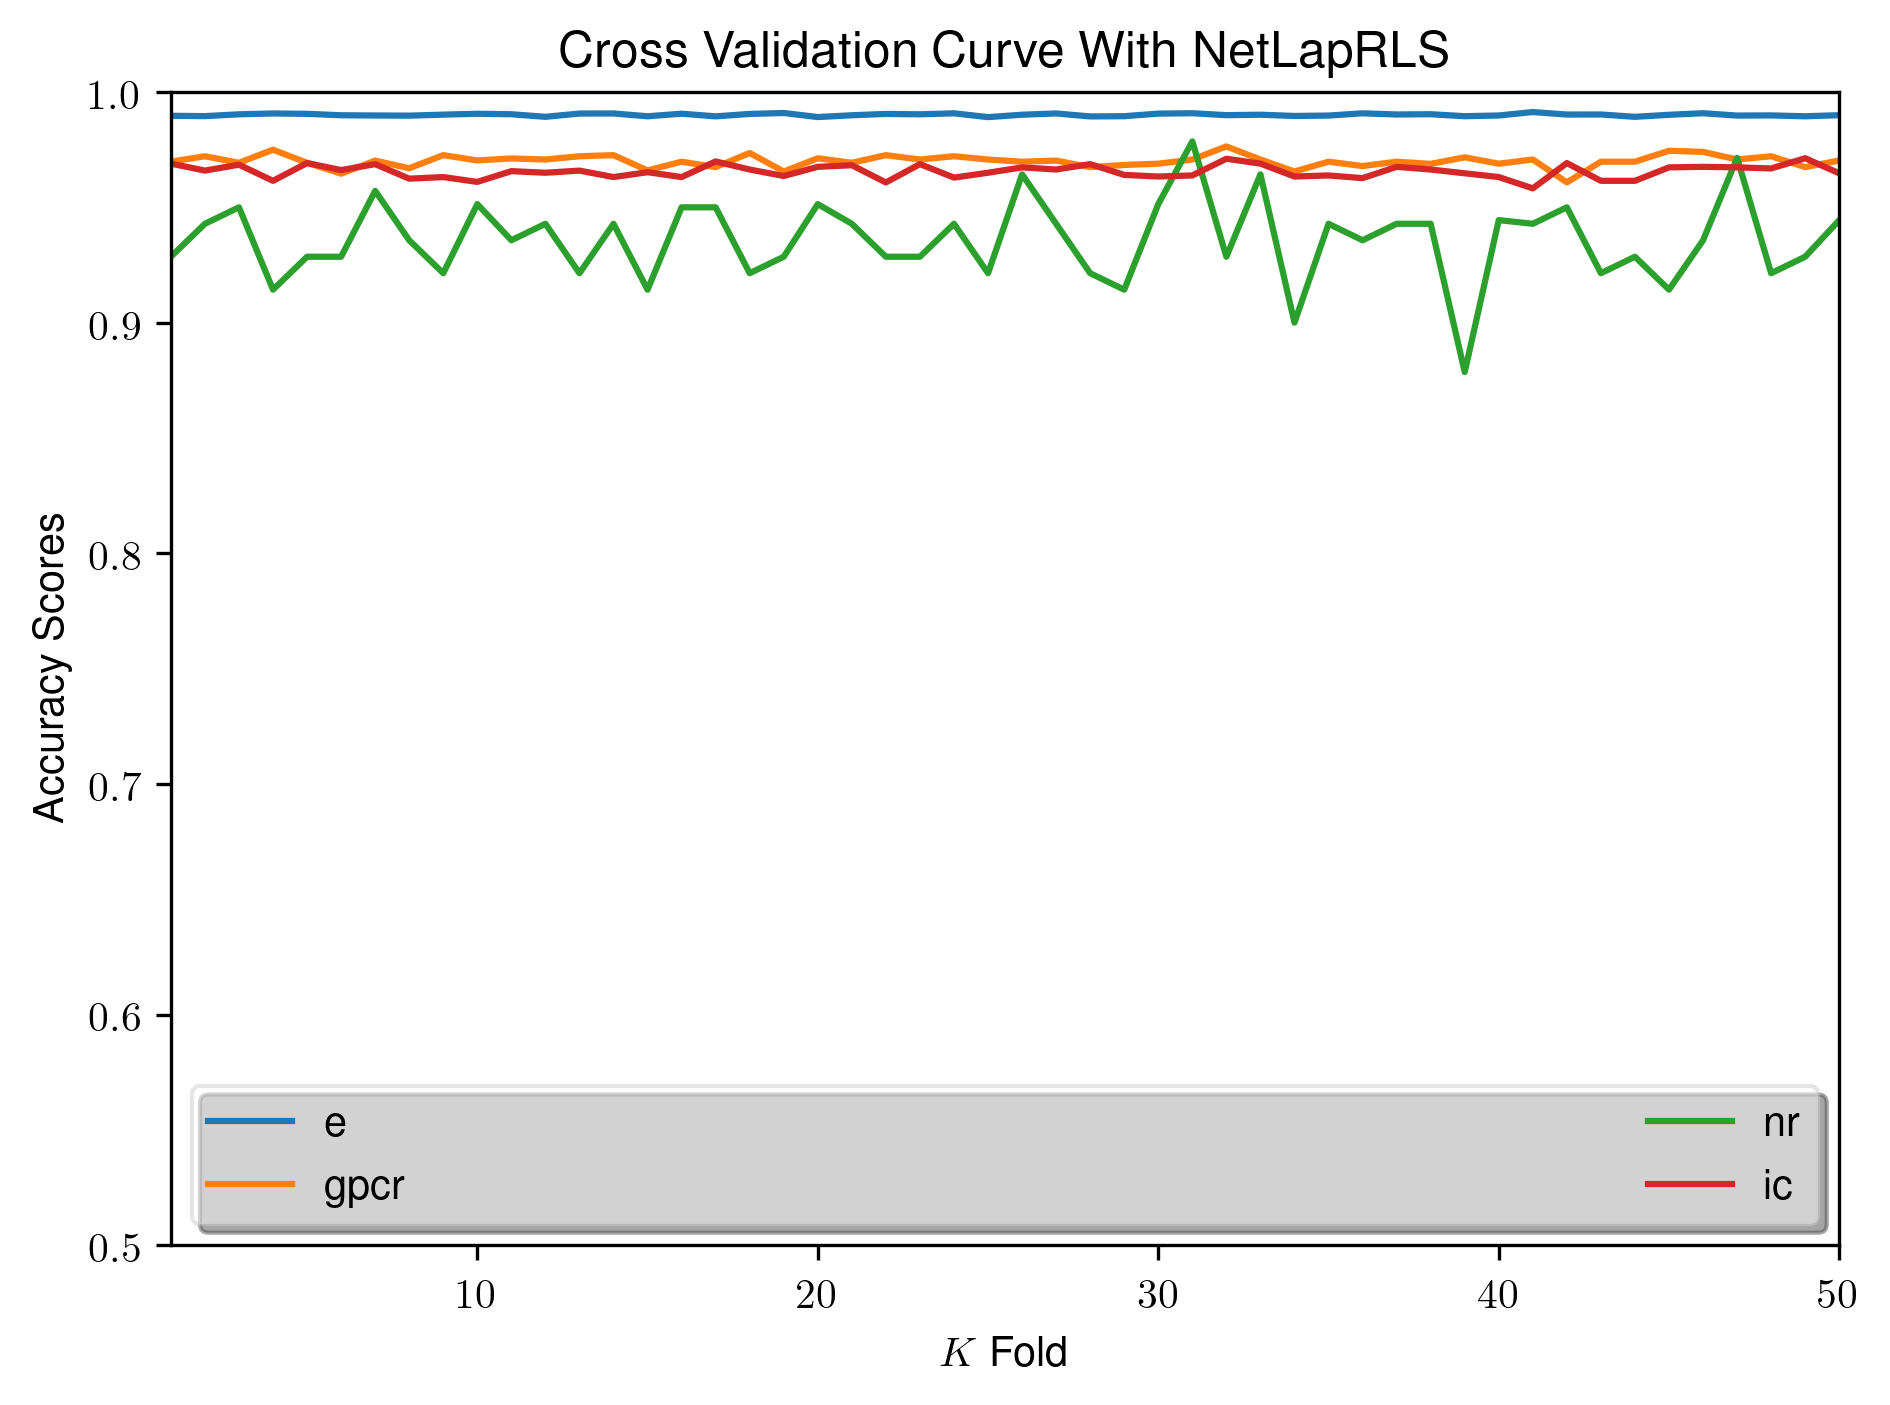 Cross Validation Curve With NetLapRLS
1.0
0.9
0.8
0.7
0.6
0.5
Accuracy Scores
e
gpcr
nr
ic
10 20 30 40 50
K Fold